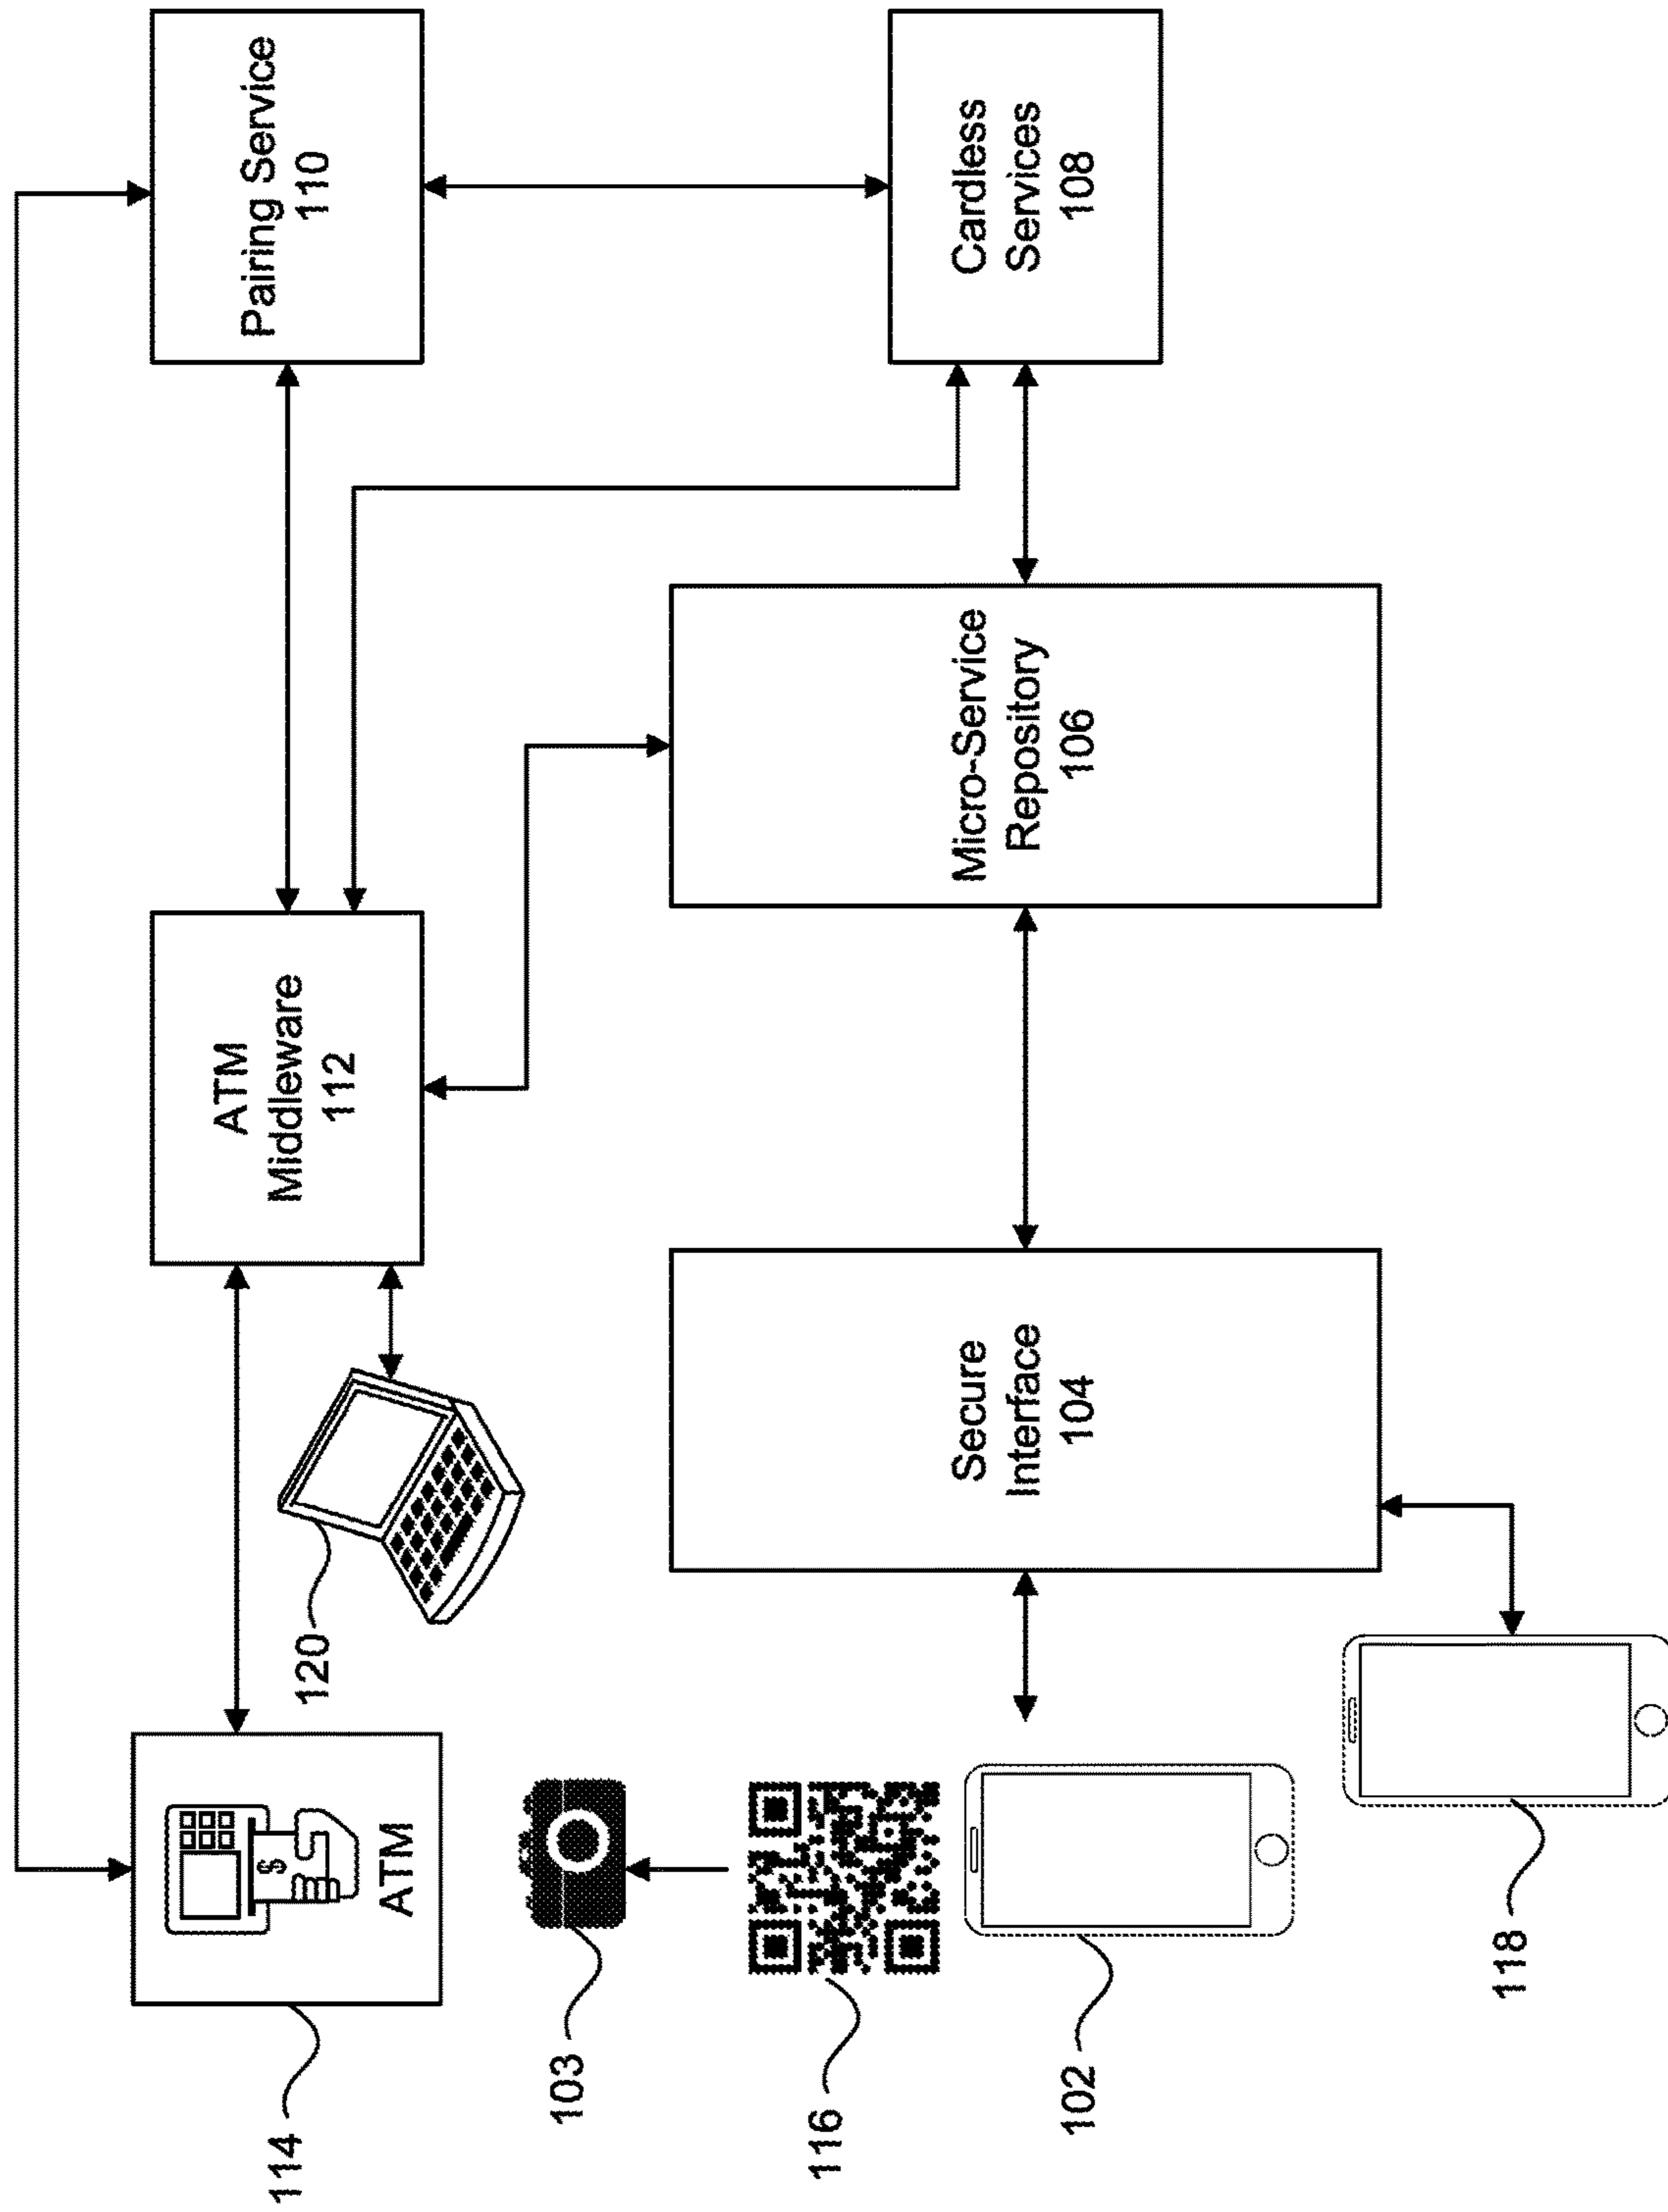 114
$
ATM
120
ATM
Middleware
112
Pairing Service
110
103
116
102
Secure
Interface
104
Micro-Service
Repository
106
Cardless
Services
108
118